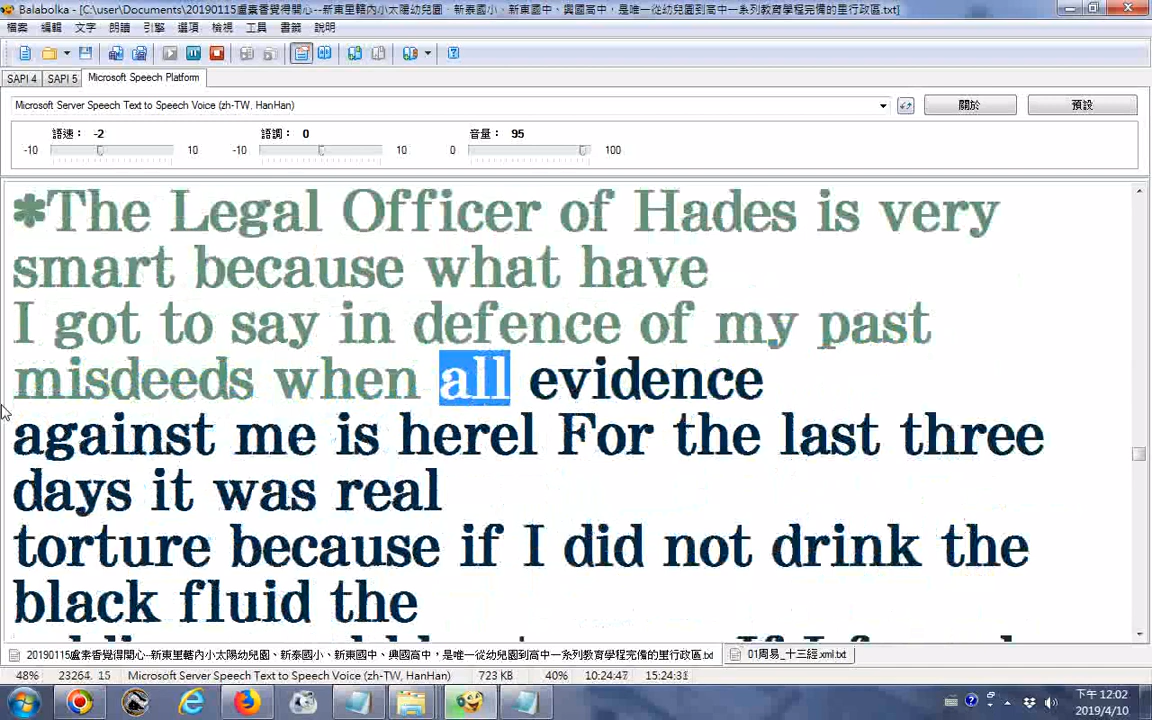 Balabolka - [C:\user\Documents\20190115盧素香覺得開心--新東里轄內小太陽幼兒園、新泰國小、新東國中、興國高中，是唯一從幼兒園到高中一系列教育學程完備的里行政區.txt]
檔案 編輯 文字 朗讀 引擎 選項 檢視 工具 書籤 說明
SAPI 4 SAPI 5 Microsoft Speech Platform
Microsoft Server Speech Text to Speech Voice (zh-TW, HanHan) 關於 預設
語速： -2 語調： 0 音量： 95
-10 10 -10 10 0 100
*The Legal Officer of Hades is very
smart because what have
I got to say in defence of my past
misdeeds when all evidence
against me is herel For the last three
days it was real
torture because if I did not drink the
black fluid the
20190115盧素香覺得開心--新東里轄內小太陽幼兒園、新泰國小、新東國中、興國高中，是唯一從幼兒園到高中一系列教育學程完備的里行政區.txt 01周易_十三經.xml.txt
48% 23264, 15 Microsoft Server Speech Text to Speech Voice (zh-TW, HanHan) 723 KB 40% 10:24:47 15:24:31
下午 12:02
2019/4/10